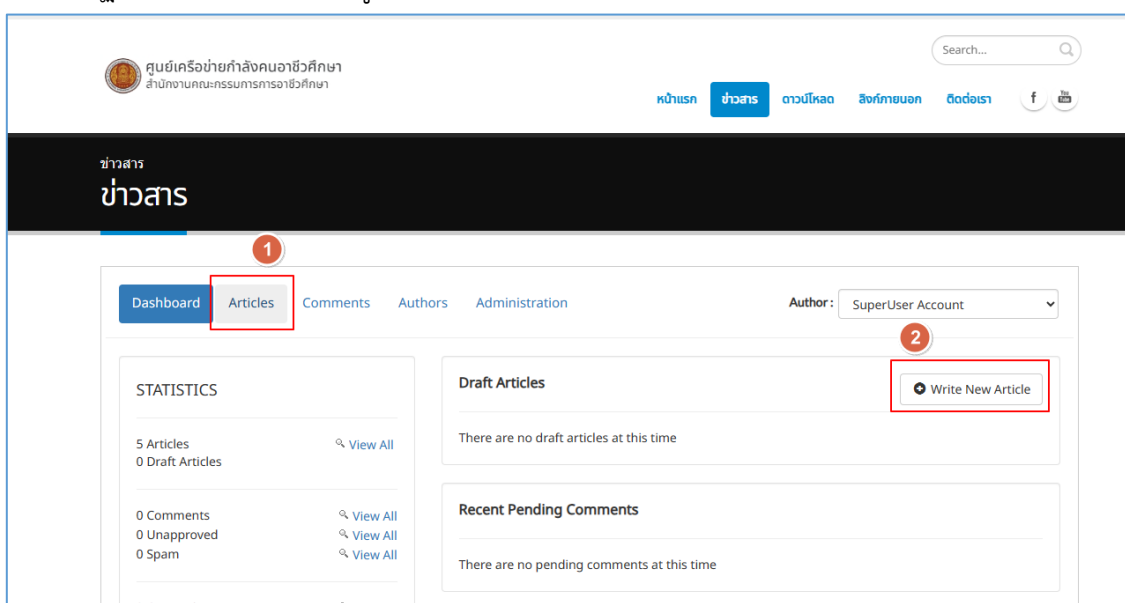 ศูนย์เครือข่ายกำลังคนอาชีวศึกษา
สำนักงานคณะกรรมการการอาชีวศึกษา
Search...
หน้าแรก ข่าวสาร ดาวน์โหลด ลิงก์ภายนอก ติดต่อเรา f You Tube
ข่าวสาร
ข่าวสาร
1
Dashboard Articles Comments Authors Administration Author : SuperUser Account
2
STATISTICS
5 Articles View All
0 Draft Articles
0 Comments View All
0 Unapproved View All
0 Spam View All
Draft Articles Write New Article
There are no draft articles at this time
Recent Pending Comments
There are no pending comments at this time